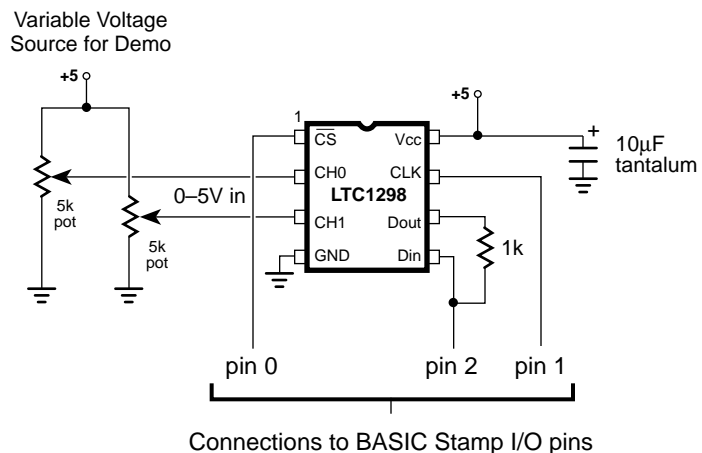 Variable Voltage
Source for Demo
+5
+5
1
CS
Vcc
10µF
tantalum
+
CH0
CLK
LTC1298
0–5V in
5k
pot
CH1
Dout
5k
pot
GND
Din
1k
pin 0
pin 2
pin 1
Connections to BASIC Stamp I/O pins